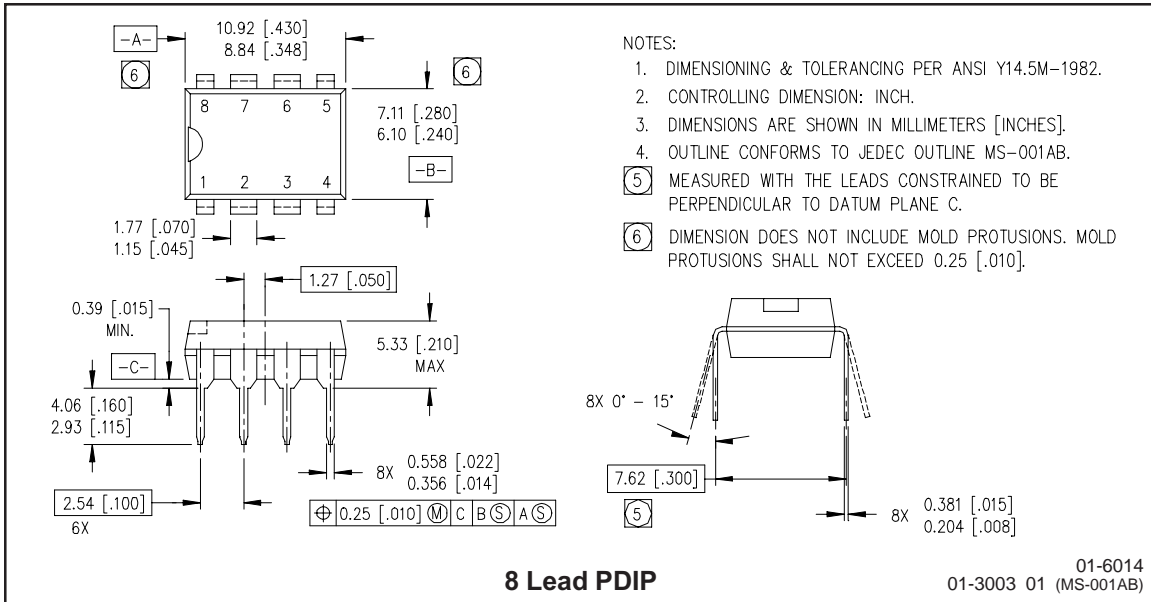 -A-
10.92 [.430]
8.84 [.348]
6
6
8 7 6 5
1 2 3 4
7.11 [.280]
6.10 [.240]
-B-
1.77 [.070]
1.15 [.045]
1.27 [.050]
0.39 [.015]
MIN.
-C-
5.33 [.210]
MAX
4.06 [.160]
2.93 [.115]
2.54 [.100]
6X
8X 0.558 [.022]
0.356 [.014]
⌖ 0.25 [.010] Ⓜ C B Ⓢ A Ⓢ
NOTES:
1. DIMENSIONING & TOLERANCING PER ANSI Y14.5M-1982.
2. CONTROLLING DIMENSION: INCH.
3. DIMENSIONS ARE SHOWN IN MILLIMETERS [INCHES].
4. OUTLINE CONFORMS TO JEDEC OUTLINE MS-001AB.
5 MEASURED WITH THE LEADS CONSTRAINED TO BE
PERPENDICULAR TO DATUM PLANE C.
6 DIMENSION DOES NOT INCLUDE MOLD PROTUSIONS. MOLD
PROTUSIONS SHALL NOT EXCEED 0.25 [.010].
8X 0° - 15°
7.62 [.300]
5
8X 0.381 [.015]
0.204 [.008]
8 Lead PDIP
01-6014
01-3003 01 (MS-001AB)